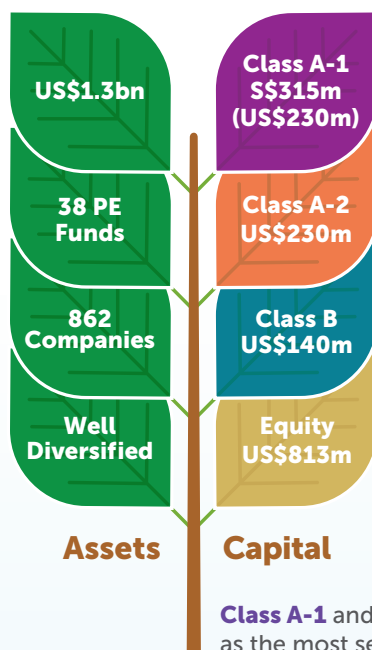 US$1.3bn
38 PE
Funds
862
Companies
Well
Diversified
Assets
Class A-1
S$315m
(US$230m)
Class A-2
US$230m
Class B
US$140m
Equity
US$813m
Capital
Class A-1 and
as the most se